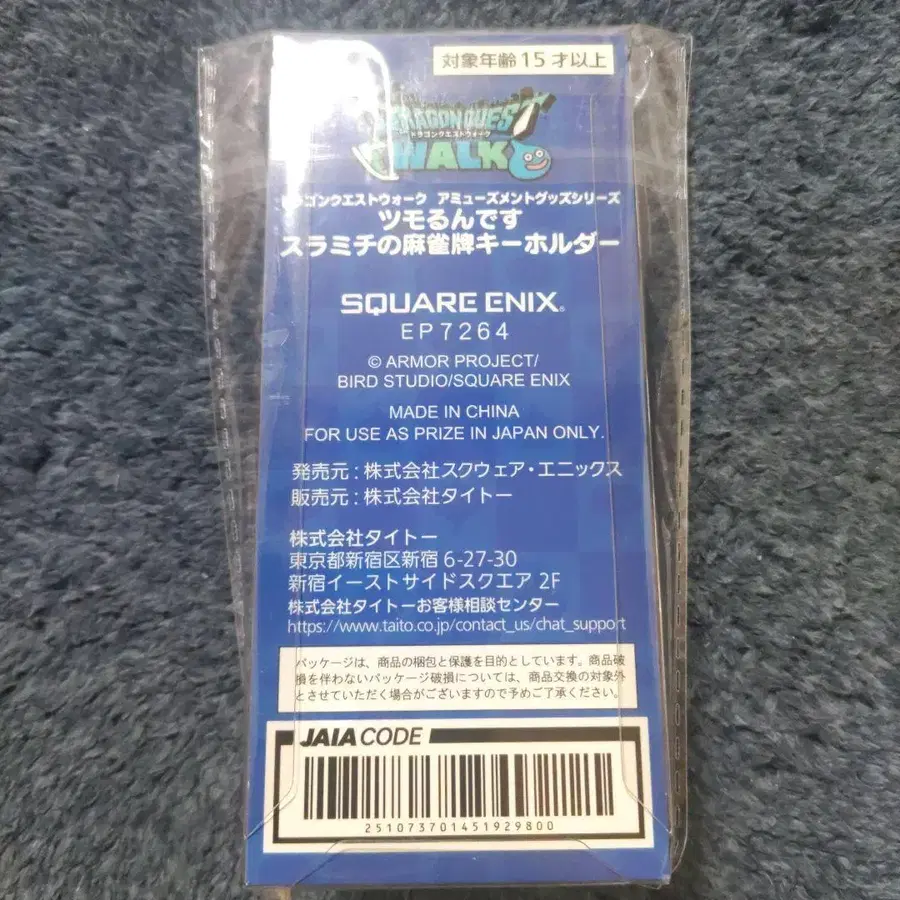 対象年齢15才以上
DRAGON QUEST
ドラゴンクエストウォーク
WALK
ドラゴンクエストウォーク アミューズメントグッズシリーズ
ツモるんです
スラミチの麻雀牌キーホルダー
SQUARE ENIX®
EP7264
© ARMOR PROJECT/
BIRD STUDIO/SQUARE ENIX
MADE IN CHINA
FOR USE AS PRIZE IN JAPAN ONLY.
発売元:株式会社スクウェア・エニックス
販売元:株式会社タイトー
株式会社タイトー
東京都新宿区新宿6-27-30
新宿イーストサイドスクエア 2F
株式会社タイトーお客様相談センター
https://www.taito.co.jp/contact_us/chat_support
パッケージは、商品の梱包と保護を目的としています。商品破
損を伴わないパッケージ破損については、商品交換の対象外
とさせていただく場合がございますので予めご了承ください。
JAIA CODE
2510737014519298​00